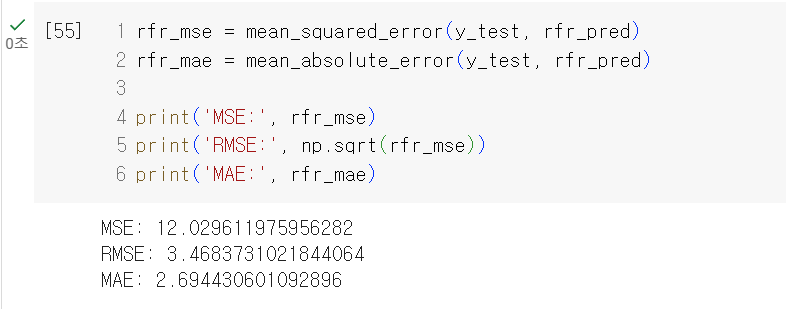 [55]
0초
1 rfr_mse = mean_squared_error(y_test, rfr_pred)
2 rfr_mae = mean_absolute_error(y_test, rfr_pred)
3
4 print('MSE:', rfr_mse)
5 print('RMSE:', np.sqrt(rfr_mse))
6 print('MAE:', rfr_mae)
MSE: 12.029611975956282
RMSE: 3.4683731021844064
MAE: 2.694430601092896